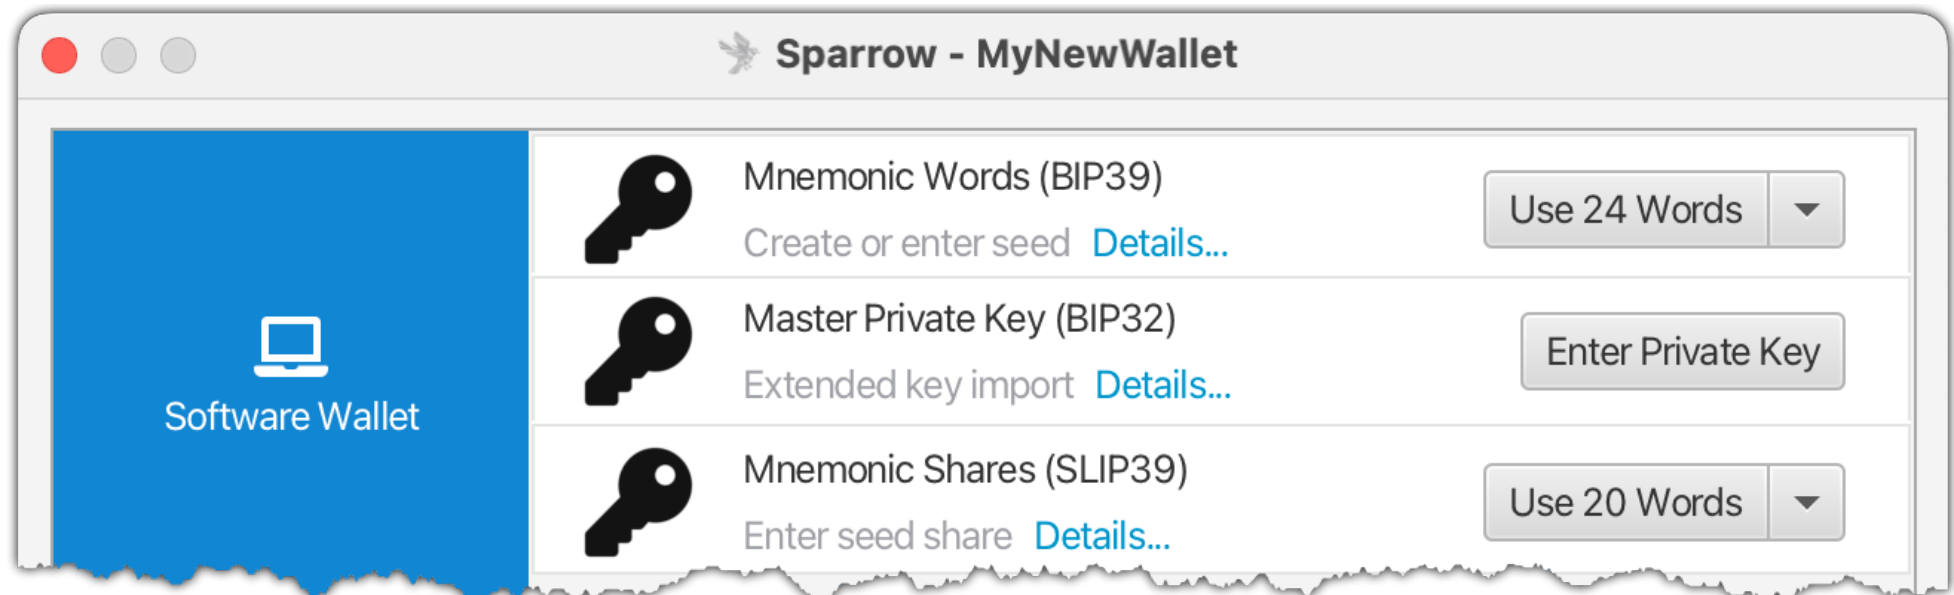 Sparrow - MyNewWallet
Software Wallet
Mnemonic Words (BIP39)
Create or enter seed Details...
Use 24 Words
Master Private Key (BIP32)
Extended key import Details...
Enter Private Key
Mnemonic Shares (SLIP39)
Enter seed share Details...
Use 20 Words